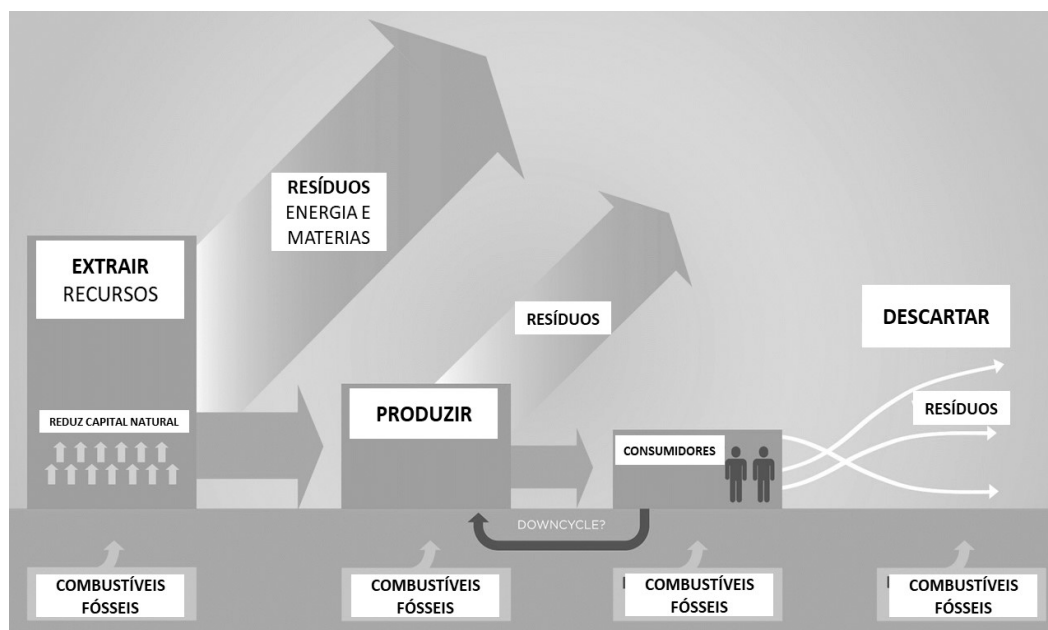 RESÍDUOS
ENERGIA E
MATERIAS
EXTRAIR
RECURSOS
RESÍDUOS
DESCARTAR
REDUZ CAPITAL NATURAL
PRODUZIR
RESÍDUOS
CONSUMIDORES
DOWNCYCLE?
COMBUSTÍVEIS
FÓSSEIS
COMBUSTÍVEIS
FÓSSEIS
COMBUSTÍVEIS
FÓSSEIS
COMBUSTÍVEIS
FÓSSEIS